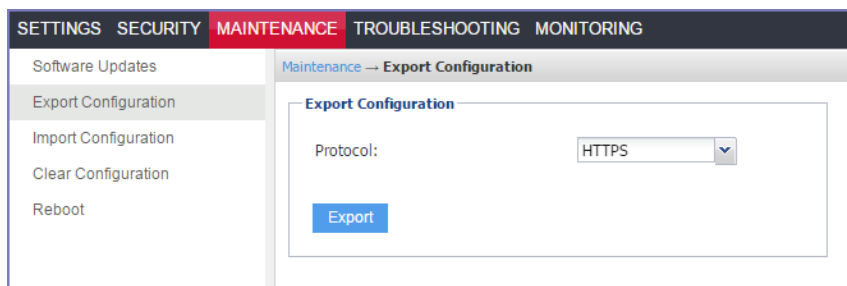 SETTINGS SECURITY MAINTENANCE TROUBLESHOOTING MONITORING
Software Updates
Export Configuration
Import Configuration
Clear Configuration
Reboot
Maintenance → Export Configuration
Export Configuration
Protocol: HTTPS
Export